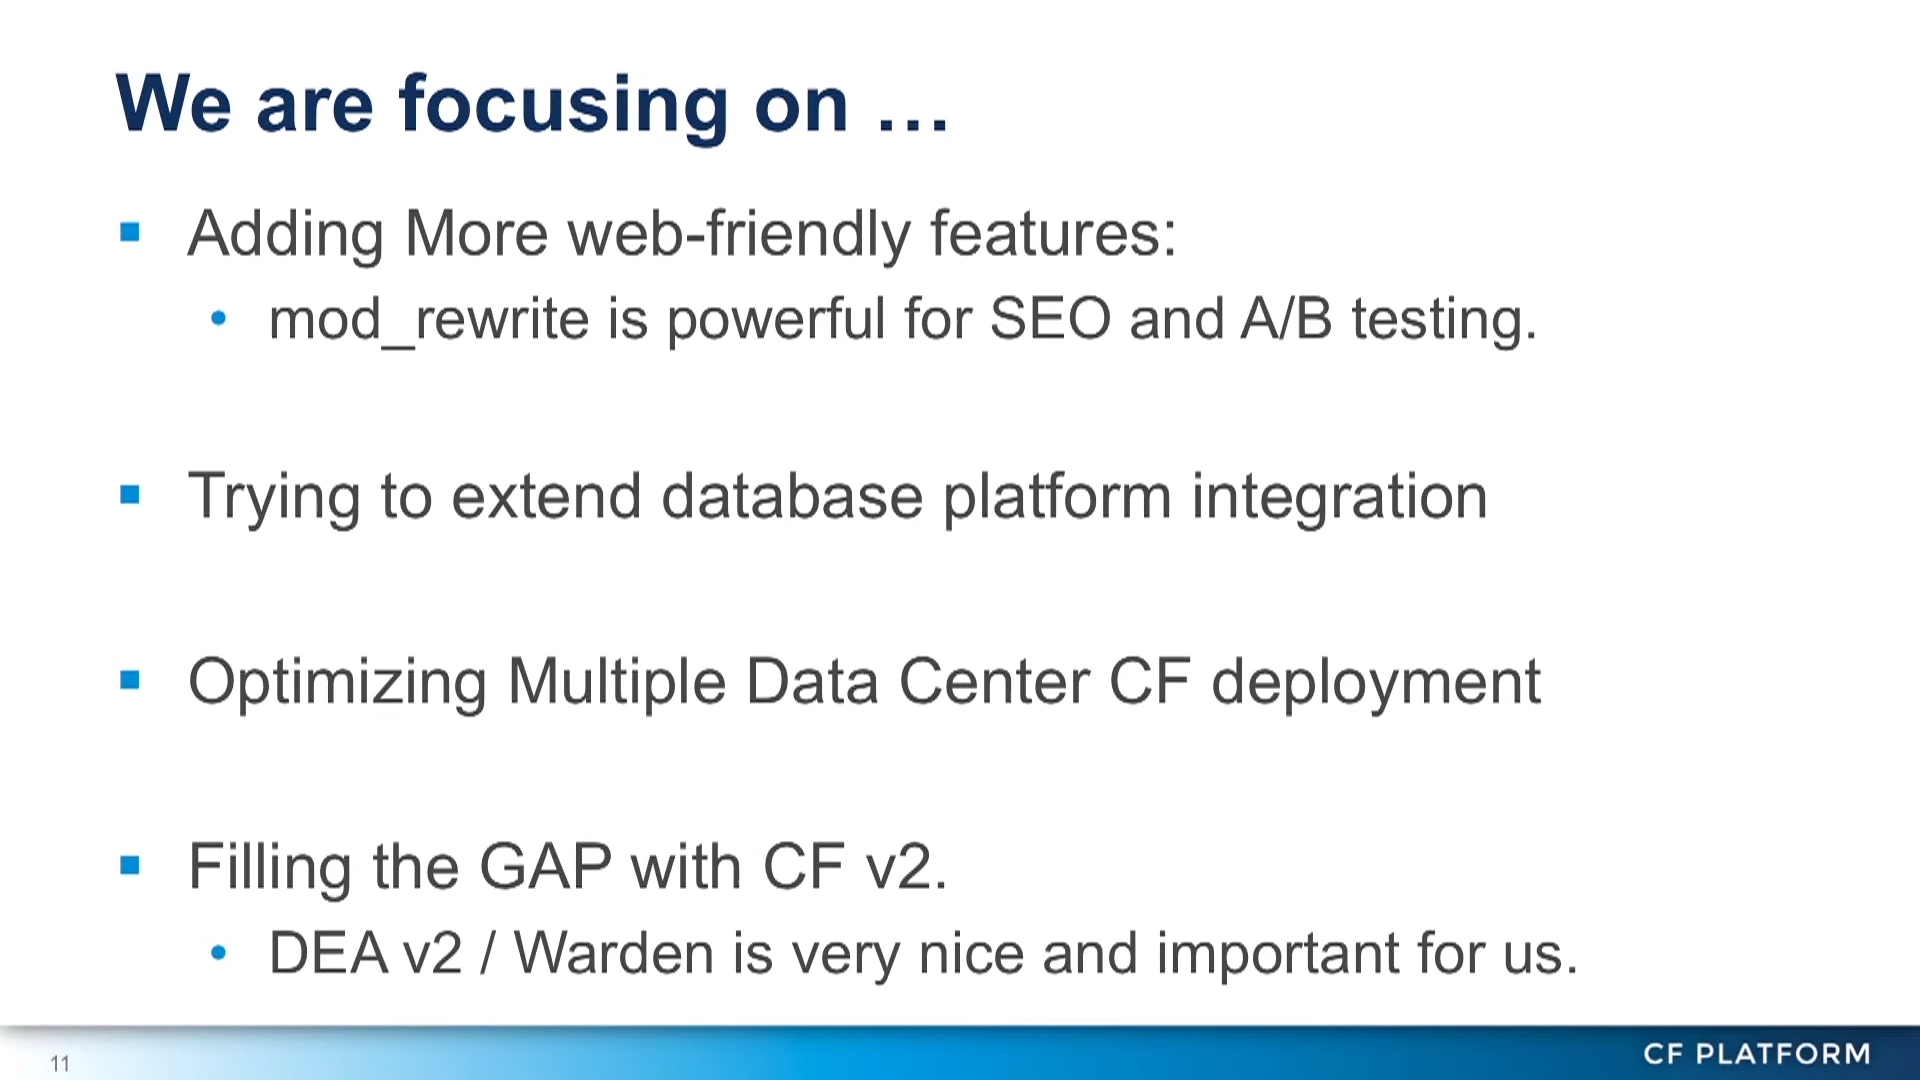 We are focusing on …
Adding More web-friendly features:
mod_rewrite is powerful for SEO and A/B testing.
Trying to extend database platform integration
Optimizing Multiple Data Center CF deployment
Filling the GAP with CF v2.
DEA v2 / Warden is very nice and important for us.
11
CF PLATFORM